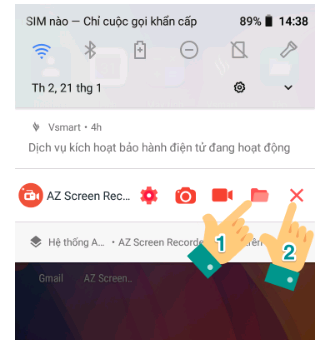 SIM nào — Chỉ cuộc gọi khẩn cấp 89% 14:38
Th 2, 21 thg 1
Vsmart • 4h
Dịch vụ kích hoạt bảo hành điện tử đang hoạt động
AZ Screen Rec...
Hệ thống A... • AZ Screen Recorde
1
2
Gmail AZ Screen..